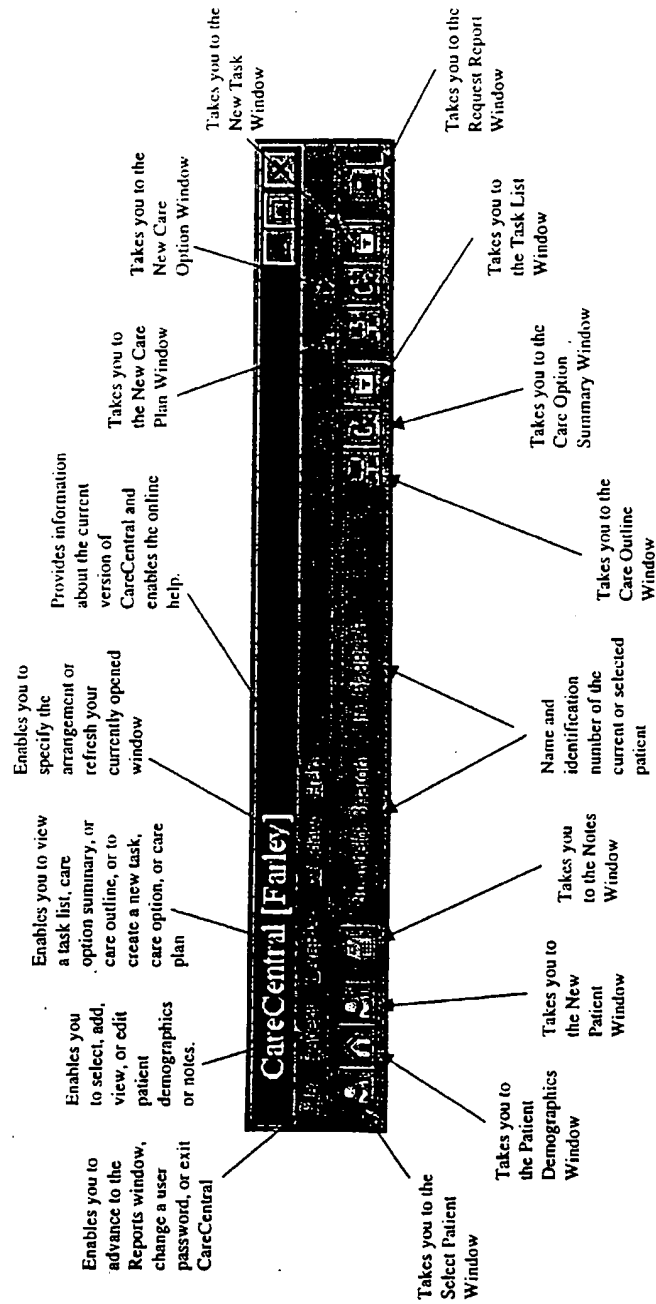 Enables you to
advance to the
Reports window,
change a user
password, or exit
CareCentral
Enables you
to select, add,
view, or edit
patient
demographics
or notes.
Enables you to view
a task list, care
option summary, or
care outline, or to
create a new task,
care option, or care
plan
Enables you to
specify the
arrangement or
refresh your
currently opened
window
Provides information
about the current
version of
CareCentral and
enables the online
help.
Takes you to
the New Care
Plan Window
Takes you to the
New Care
Option Window
Takes you to the
New Task
Window
CareCentral [Farley]
Takes you to the
Select Patient
Window
Takes you to
the Patient
Demographics
Window
Takes you to
the New
Patient
Window
Takes you
to the Notes
Window
Name and
identification
number of the
current or selected
patient
Takes you to the
Care Outline
Window
Takes you to the
Care Option
Summary Window
Takes you to
the Task List
Window
Takes you to the
Request Report
Window